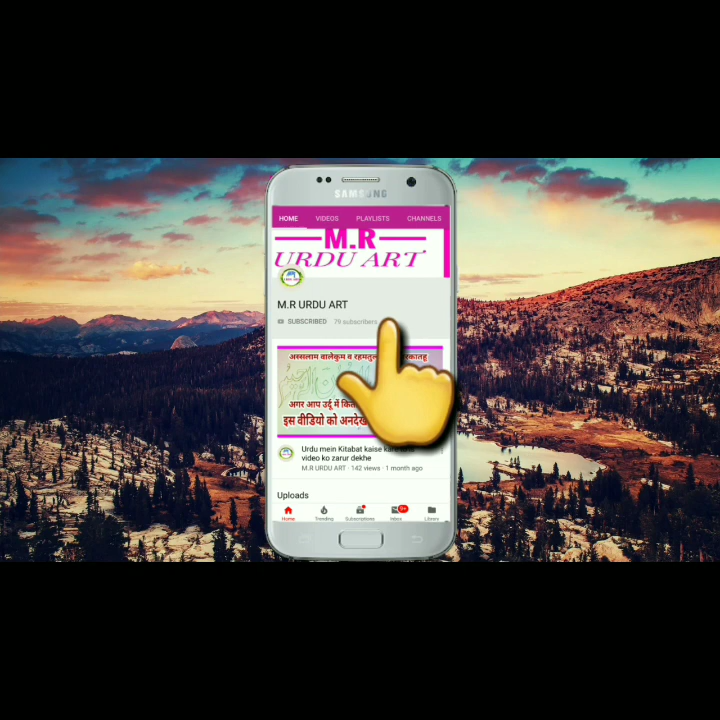 SAMSUNG
HOME VIDEOS PLAYLISTS CHANNELS
M.R
URDU ART
M.R URDU ART
SUBSCRIBED 79 subscribers
अस्सलाम वालेकुम व रहमतुल
अगर आप उर्दू में
इस वीडियो को
Urdu mein Kitabat kaise
video ko zarur dekhe
M.R URDU ART · 142 views · 1 month ago
Uploads
9+
Home Trending Subscriptions Inbox Library